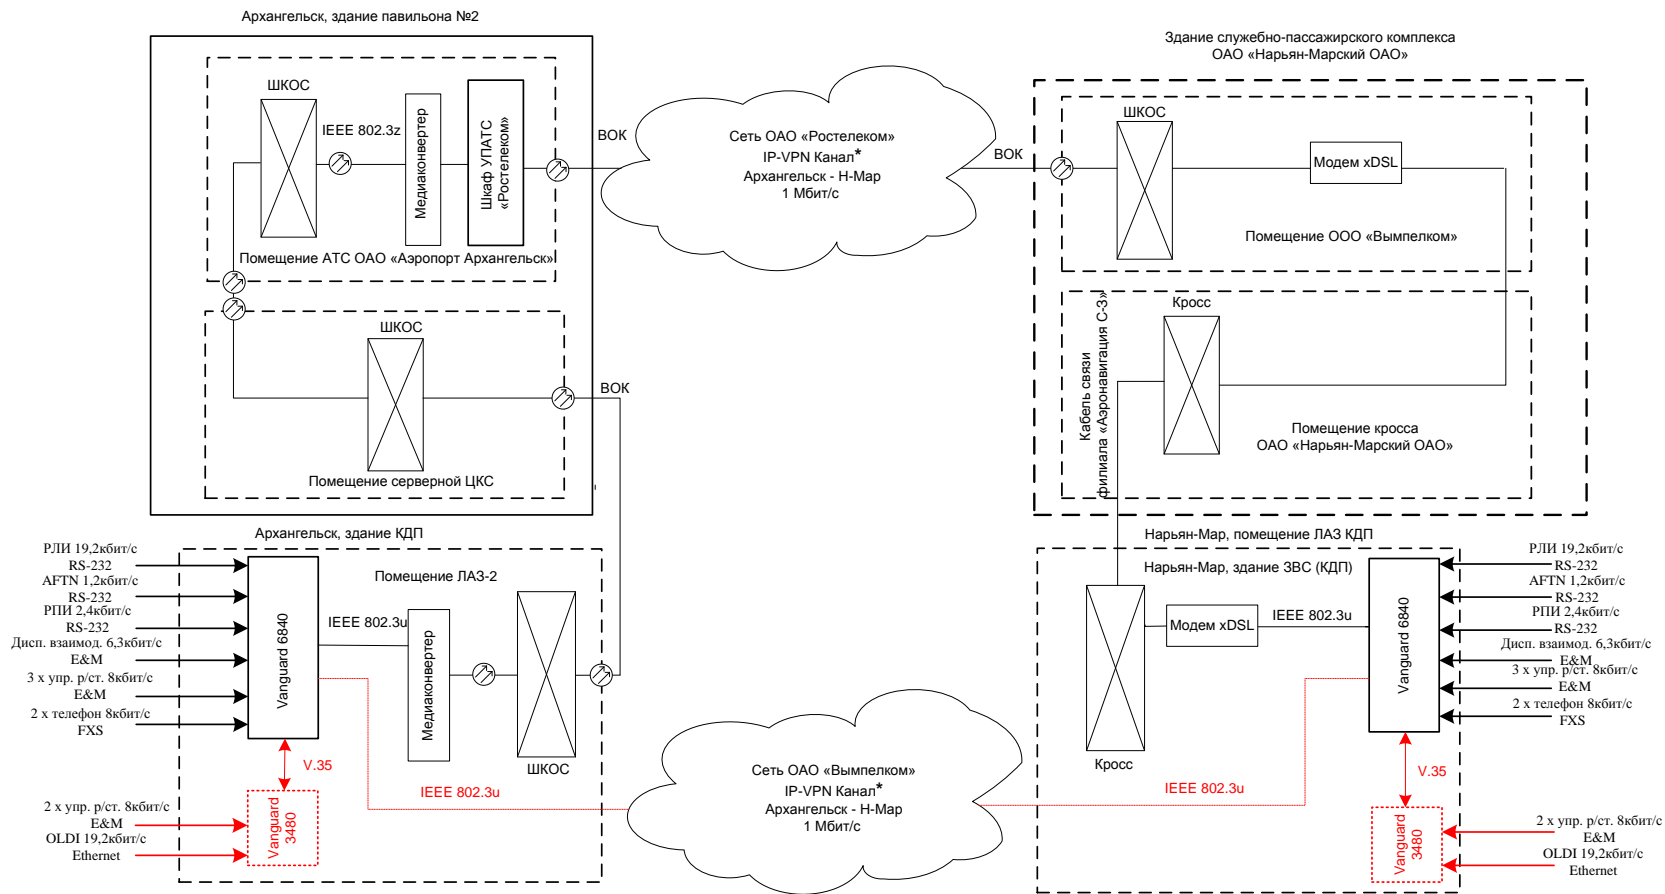 Архангельск, здание павильона №2
ШКОС
IEEE 802.3z
Медиаконвертер
Шкаф УПАТС
«Ростелеком»
Помещение АТС ОАО «Аэропорт Архангельск»
ШКОС
Помещение серверной ЦКС
ВОК
ВОК
Сеть ОАО «Ростелеком»
IP-VPN Канал*
Архангельск - Н-Мар
1 Мбит/с
ВОК
Здание служебно-пассажирского комплекса
ОАО «Нарьян-Марский ОАО»
ШКОС
Модем xDSL
Помещение ООО «Вымпелком»
Кросс
Кабель связи
филиала «Аэронавигация С-З»
Помещение кросса
ОАО «Нарьян-Марский ОАО»
Архангельск, здание КДП
РЛИ 19,2кбит/с
RS-232
AFTN 1,2кбит/с
RS-232
РПИ 2,4кбит/с
RS-232
Дисп. взаимод. 6,3кбит/с
E&M
3 х упр. р/ст. 8кбит/с
E&M
2 х телефон 8кбит/с
FXS
Vanguard 6840
Помещение ЛАЗ-2
IEEE 802.3u
Медиаконвертер
ШКОС
V.35
2 х упр. р/ст. 8кбит/с
E&M
OLDI 19,2кбит/с
Ethernet
Vanguard
3480
IEEE 802.3u
Сеть ОАО «Вымпелком»
IP-VPN Канал*
Архангельск - Н-Мар
1 Мбит/с
IEEE 802.3u
Нарьян-Мар, помещение ЛАЗ КДП
Нарьян-Мар, здание ЗВС (КДП)
Модем xDSL
IEEE 802.3u
Кросс
Vanguard 6840
РЛИ 19,2кбит/с
RS-232
AFTN 1,2кбит/с
RS-232
РПИ 2,4кбит/с
RS-232
Дисп. взаимод. 6,3кбит/с
E&M
3 х упр. р/ст. 8кбит/с
E&M
2 х телефон 8кбит/с
FXS
V.35
Vanguard
3480
2 х упр. р/ст. 8кбит/с
E&M
OLDI 19,2кбит/с
Ethernet